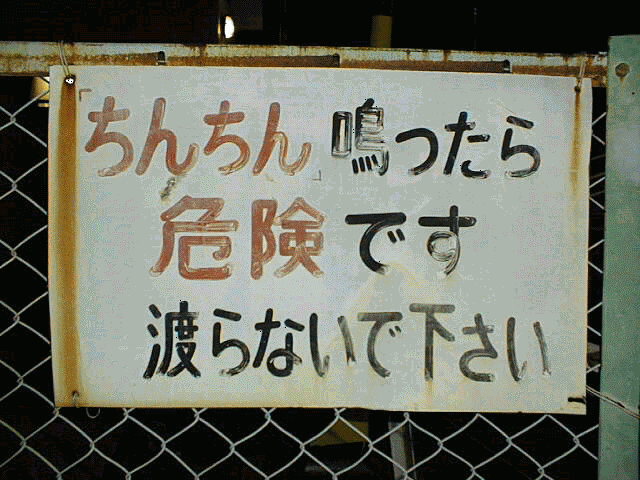 「ちんちん」鳴ったら
危険です
渡らないで下さい